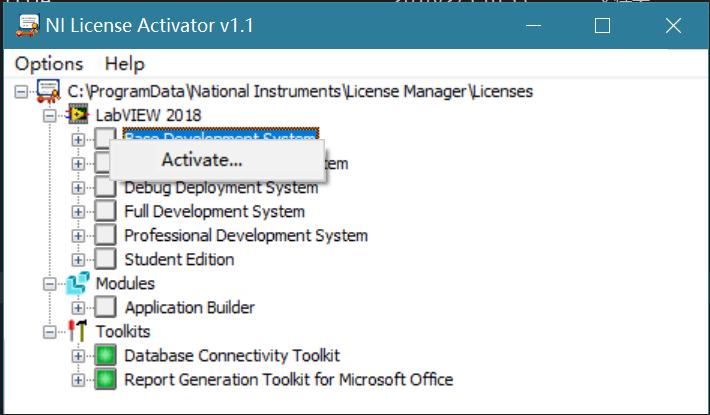 NI License Activator v1.1
Options Help
C:\ProgramData\National Instruments\License Manager\Licenses
LabVIEW 2018
Base Development System
Activate...
Debug Deployment System
Full Development System
Professional Development System
Student Edition
Modules
Application Builder
Toolkits
Database Connectivity Toolkit
Report Generation Toolkit for Microsoft Office